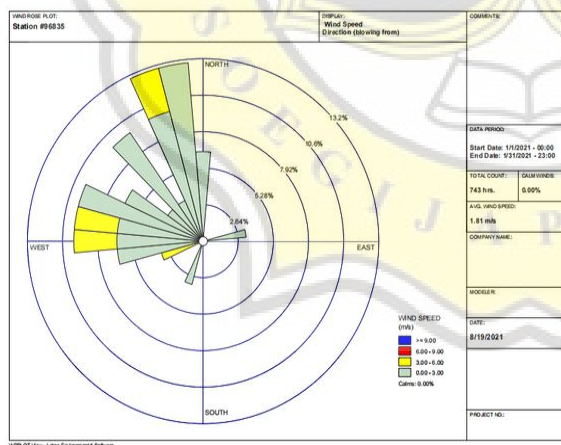 WIND ROSE PLOT:
Station #96835
DISPLAY:
Wind Speed
Direction (blowing from)
COMMENTS:
NORTH
13.2%
10.6%
7.92%
5.28%
2.64%
WEST
EAST
SOUTH
WIND SPEED
(m/s)
>= 9.00
6.00 - 9.00
3.00 - 6.00
0.00 - 3.00
Calms: 0.00%
DATA PERIOD:
Start Date: 1/1/2021 - 00:00
End Date: 1/31/2021 - 23:00
TOTAL COUNT:
743 hrs.
CALM WINDS:
0.00%
AVG. WIND SPEED:
1.81 m/s
COMPANY NAME:
MODELER:
DATE:
8/19/2021
PROJECT NO.:
SOEGIJAP